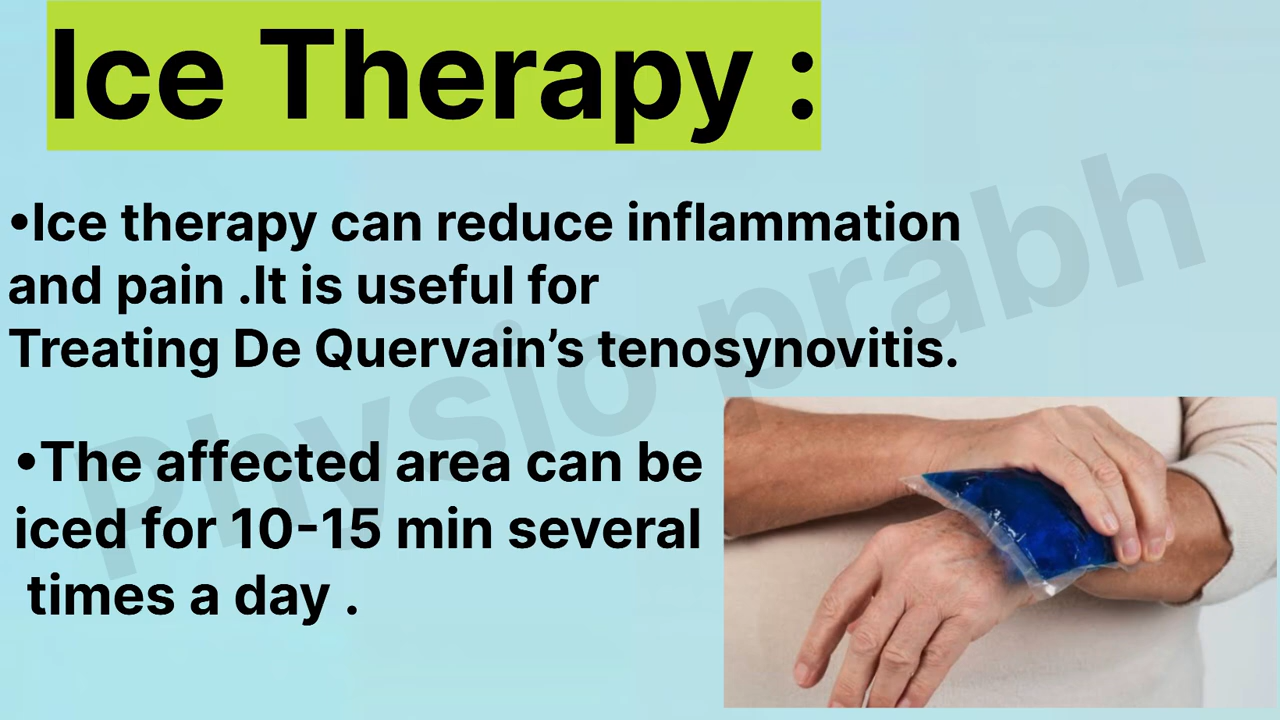 Ice Therapy :
•Ice therapy can reduce inflammation
and pain .It is useful for
Treating De Quervain’s tenosynovitis.
•The affected area can be
iced for 10-15 min several
times a day .
Physio prabh